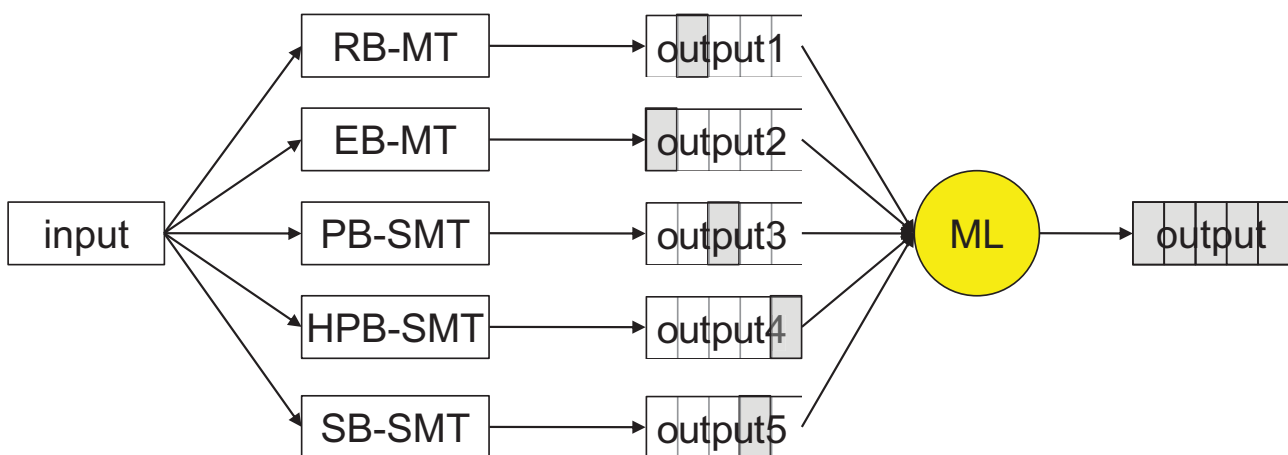 RB-MT
output1
EB-MT
output2
input
PB-SMT
output3
ML
output
HPB-SMT
output4
SB-SMT
output5